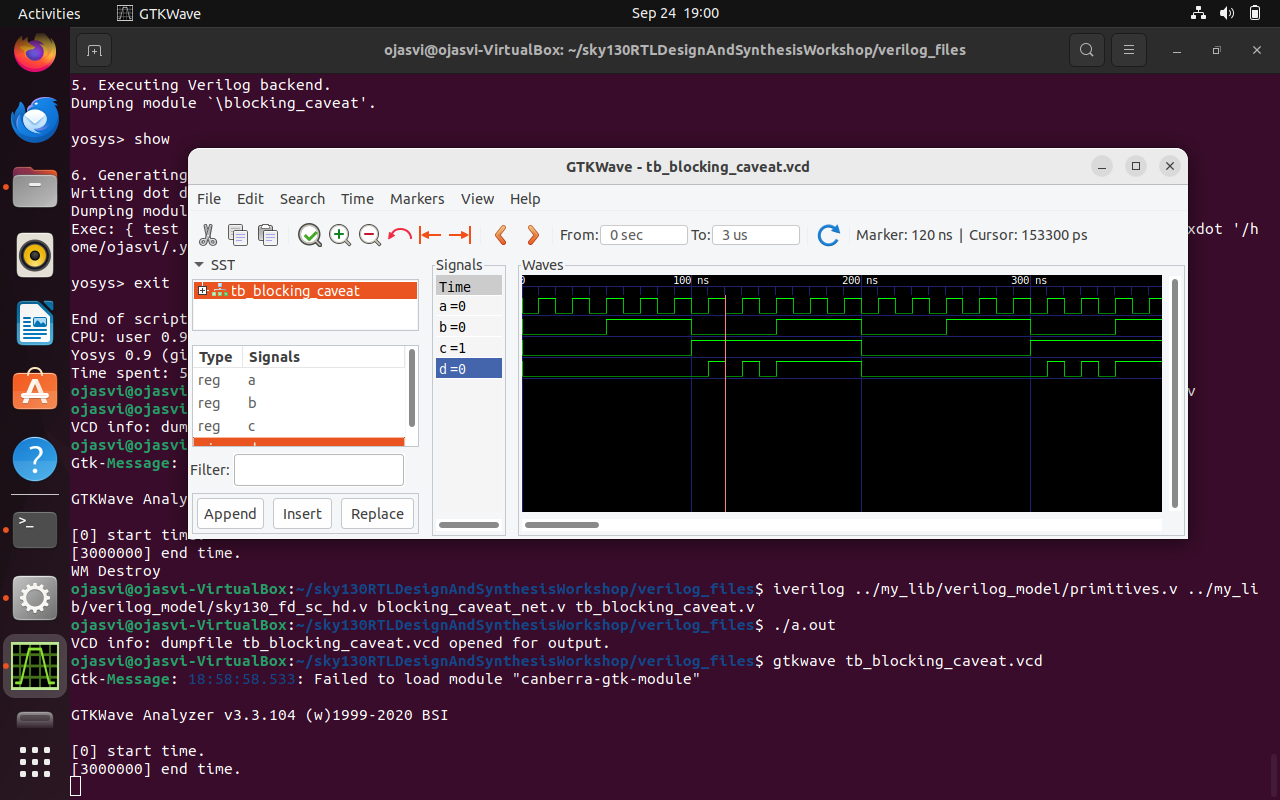 Activities GTKWave Sep 24 19:00
ojasvi@ojasvi-VirtualBox: ~/sky130RTLDesignAndSynthesisWorkshop/verilog_files
5. Executing Verilog backend.
Dumping module `\blocking_caveat'.
yosys> show
6. Generating
Writing dot d
Dumping modul
Exec: { test
xdot '/h
ome/ojasvi/.y
yosys> exit
End of script
CPU: user 0.9
Yosys 0.9 (gi
Time spent: 5
ojasvi@ojasvi
v
ojasvi@ojasvi
VCD info: dum
ojasvi@ojasvi
Gtk-Message:
GTKWave Analy
[0] start tim
[3000000] end time.
WM Destroy
ojasvi@ojasvi-VirtualBox:~/sky130RTLDesignAndSynthesisWorkshop/verilog_files$ iverilog ../my_lib/verilog_model/primitives.v ../my_li
b/verilog_model/sky130_fd_sc_hd.v blocking_caveat_net.v tb_blocking_caveat.v
ojasvi@ojasvi-VirtualBox:~/sky130RTLDesignAndSynthesisWorkshop/verilog_files$ ./a.out
VCD info: dumpfile tb_blocking_caveat.vcd opened for output.
ojasvi@ojasvi-VirtualBox:~/sky130RTLDesignAndSynthesisWorkshop/verilog_files$ gtkwave tb_blocking_caveat.vcd
Gtk-Message: 18:58:58.533: Failed to load module "canberra-gtk-module"
GTKWave Analyzer v3.3.104 (w)1999-2020 BSI
[0] start time.
[3000000] end time.
GTKWave - tb_blocking_caveat.vcd
File Edit Search Time Markers View Help
From: 0 sec To: 3 us Marker: 120 ns | Cursor: 153300 ps
SST
tb_blocking_caveat
Type Signals
reg a
reg b
reg c
Filter:
Append Insert Replace
Signals
Time
a=0
b=0
c=1
d=0
Waves
0 100 ns 200 ns 300 ns